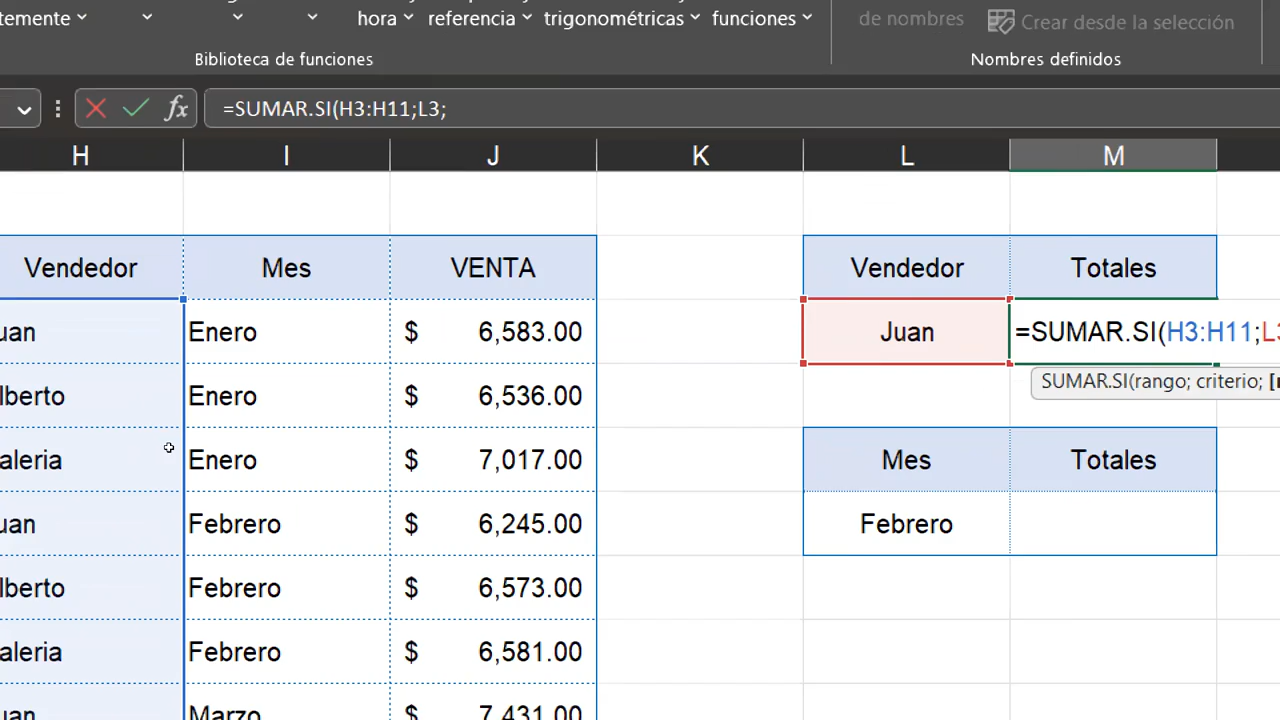 temente
hora referencia trigonométricas funciones
de nombres
Crear desde la selección
Biblioteca de funciones
Nombres definidos
fx =SUMAR.SI(H3:H11;L3;
H I J K L M
Vendedor Mes VENTA Vendedor Totales
uan Enero $ 6,583.00 Juan =SUMAR.SI(H3:H11;L3
lberto Enero $ 6,536.00 SUMAR.SI(rango; criterio; [r
aleria Enero $ 7,017.00 Mes Totales
uan Febrero $ 6,245.00 Febrero
lberto Febrero $ 6,573.00
aleria Febrero $ 6,581.00
uan Marzo $ 7,431.00